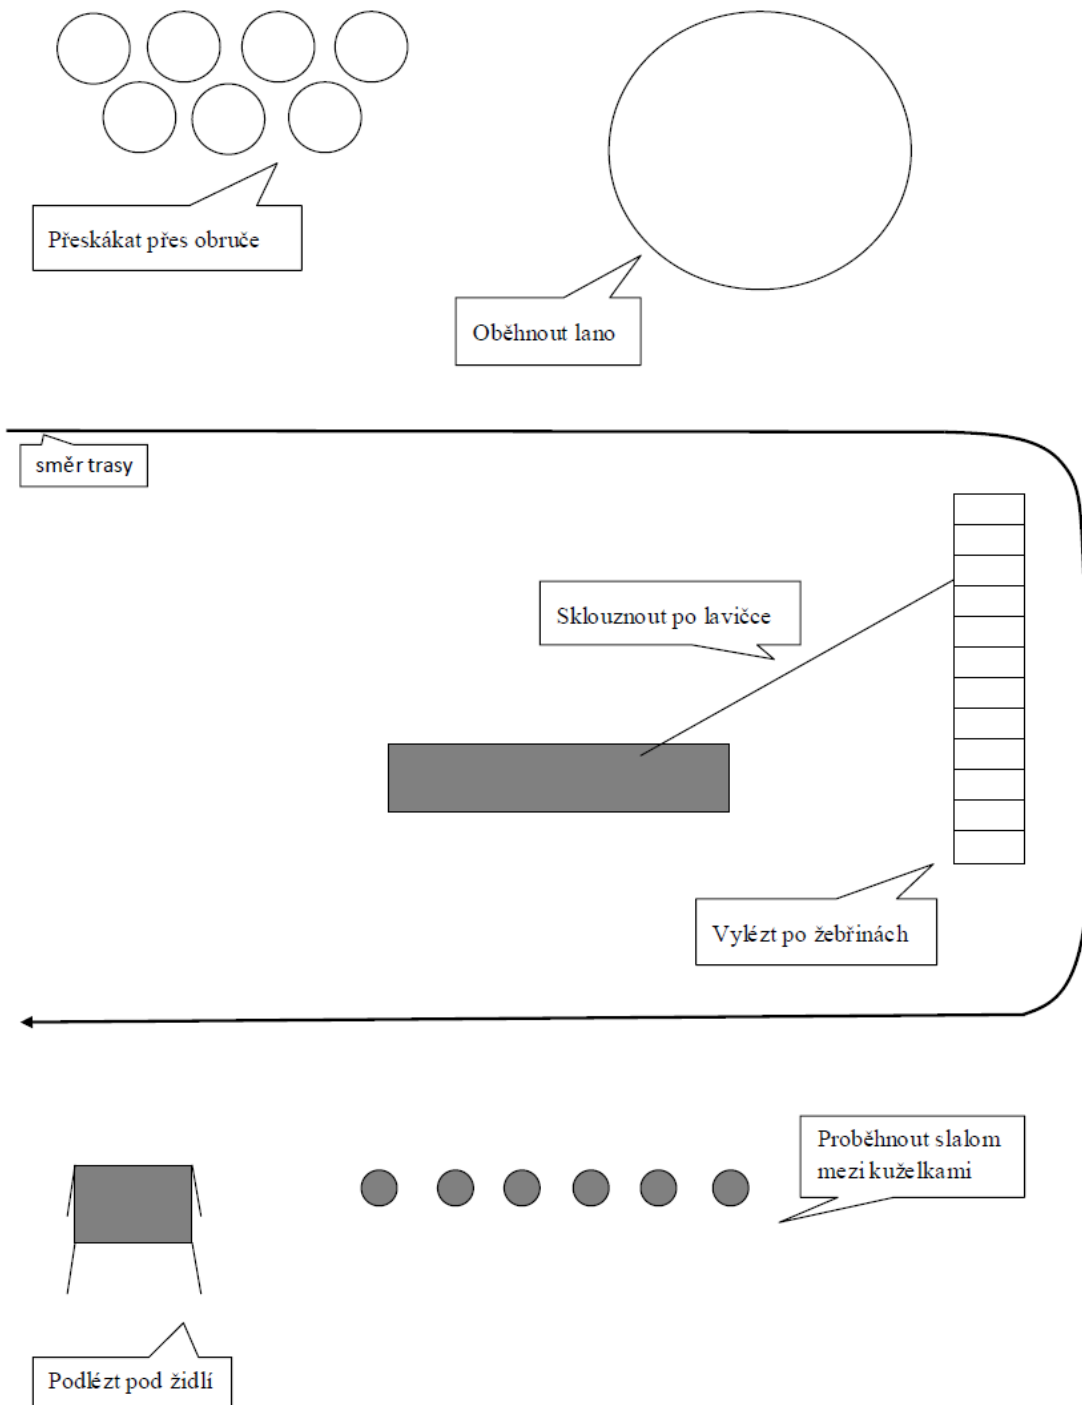 Přeskákat přes obruče
Oběhnout lano
směr trasy
Sklouznout po lavičce
Vylézt po žebřinách
Proběhnout slalom
mezi kuželkami
Podlézt pod židlí